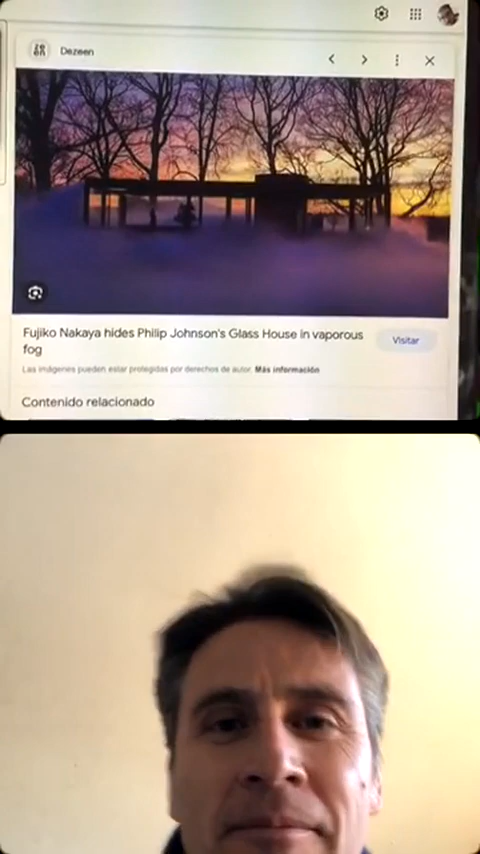 Dezeen
Fujiko Nakaya hides Philip Johnson's Glass House in vaporous
fog
Visitar
Las imágenes pueden estar protegidas por derechos de autor. Más información
Contenido relacionado